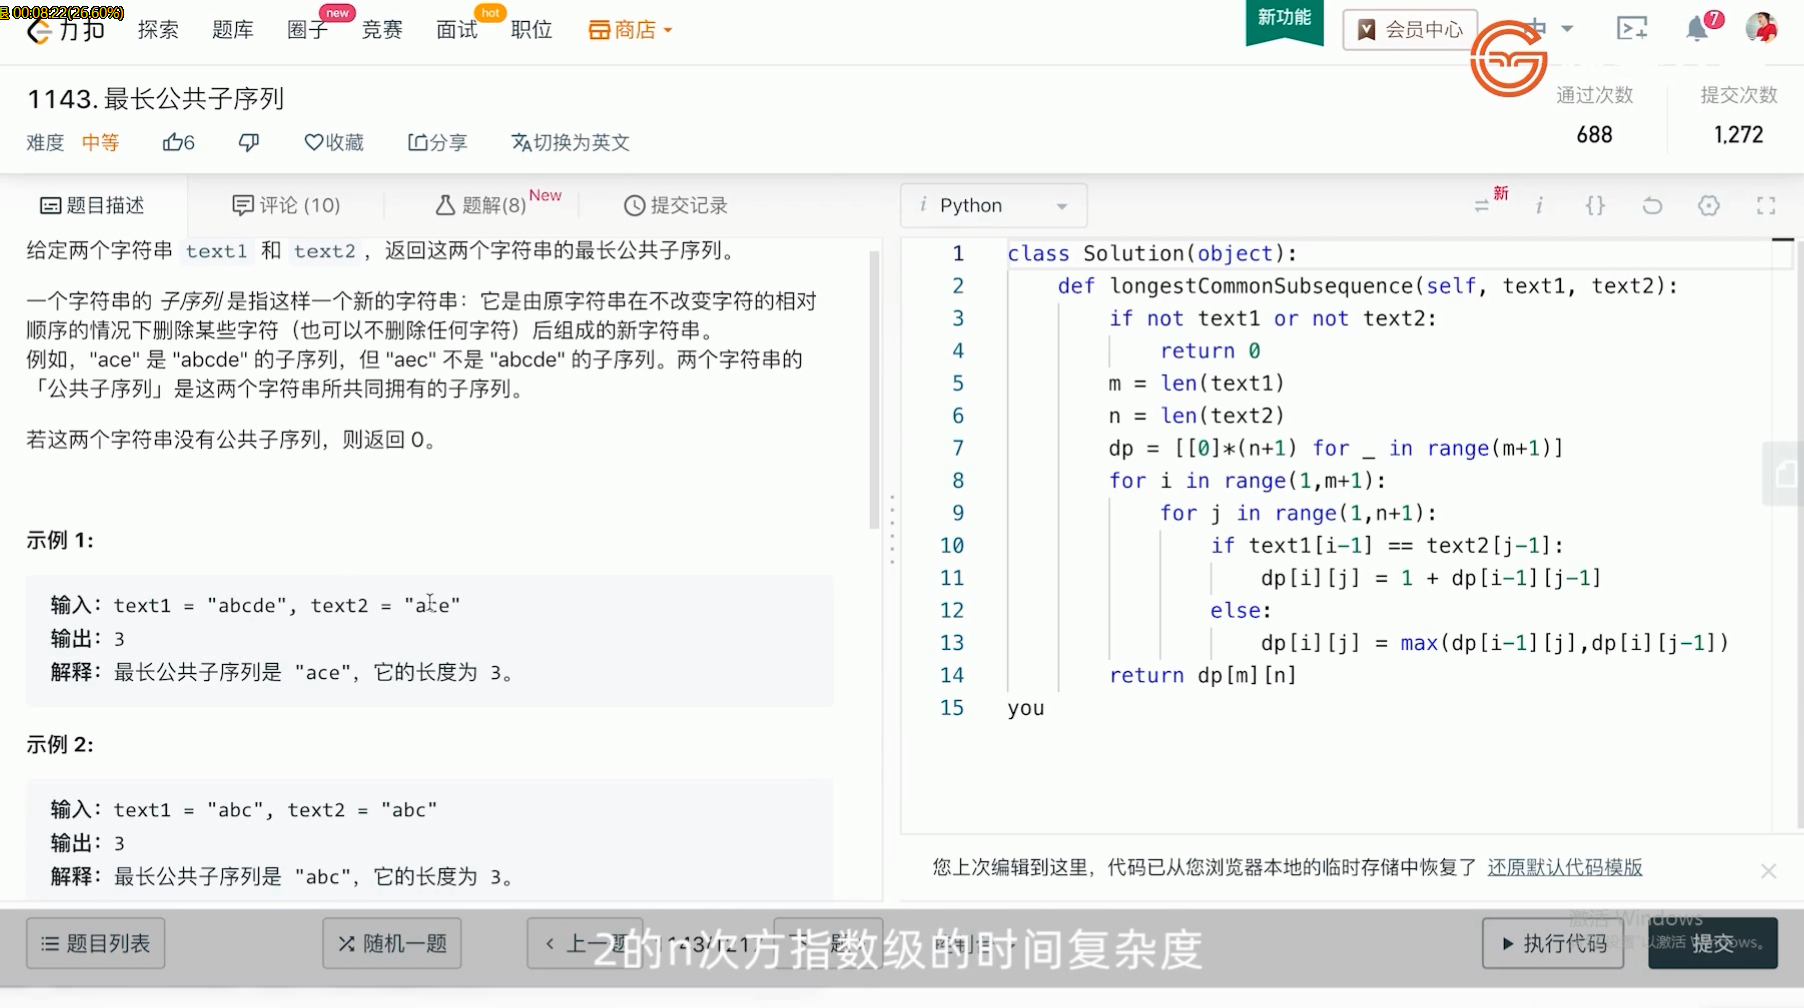 00:08:22(26.60%)
力扣 探索 题库 圈子 new 竞赛 面试 hot 职位 商店 新功能 会员中心 中 7
1143. 最长公共子序列
通过次数 提交次数
688 1,272
难度 中等 6 收藏 分享 切换为英文
题目描述 评论 (10) 题解(8) New 提交记录
i Python 新 i {}
给定两个字符串 text1 和 text2 ，返回这两个字符串的最长公共子序列。
一个字符串的 子序列 是指这样一个新的字符串：它是由原字符串在不改变字符的相对
顺序的情况下删除某些字符（也可以不删除任何字符）后组成的新字符串。
例如，"ace" 是 "abcde" 的子序列，但 "aec" 不是 "abcde" 的子序列。两个字符串的
「公共子序列」是这两个字符串所共同拥有的子序列。
若这两个字符串没有公共子序列，则返回 0。
示例 1:
输入：text1 = "abcde", text2 = "ace"
输出：3
解释：最长公共子序列是 "ace"，它的长度为 3。
示例 2:
输入：text1 = "abc", text2 = "abc"
输出：3
解释：最长公共子序列是 "abc"，它的长度为 3。
1 class Solution(object):
2 def longestCommonSubsequence(self, text1, text2):
3 if not text1 or not text2:
4 return 0
5 m = len(text1)
6 n = len(text2)
7 dp = [[0]*(n+1) for _ in range(m+1)]
8 for i in range(1,m+1):
9 for j in range(1,n+1):
10 if text1[i-1] == text2[j-1]:
11 dp[i][j] = 1 + dp[i-1][j-1]
12 else:
13 dp[i][j] = max(dp[i-1][j],dp[i][j-1])
14 return dp[m][n]
15 you
您上次编辑到这里，代码已从您浏览器本地的临时存储中恢复了 还原默认代码模版
题目列表 随机一题 上一题 执行代码 提交
2的n次方指数级的时间复杂度
激活 Windows